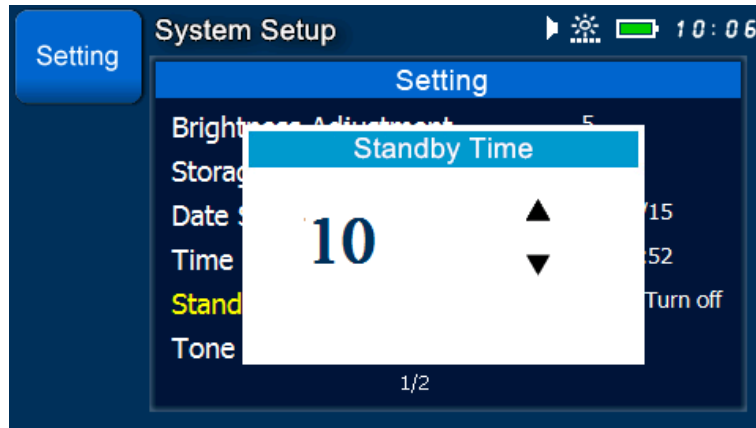 Setting
System Setup
10:06
Setting
Brightness Adjustment 5
Standby Time
Storag
Date S /15
10
Time :52
Stand Turn off
Tone
1/2